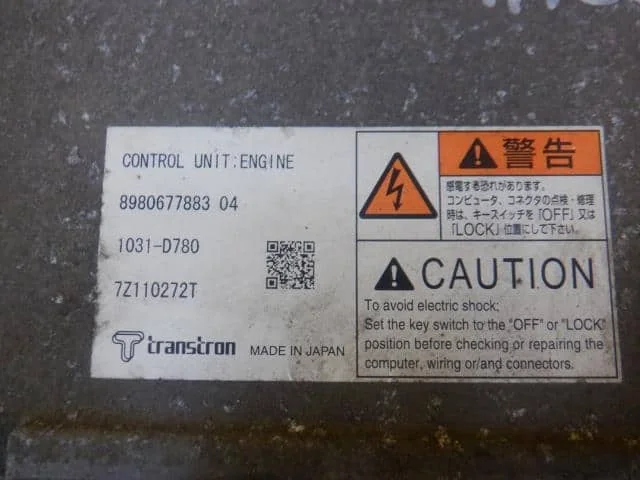 CONTROL UNIT:ENGINE
8980677883 04
1031-D780
7Z110272T
transtron MADE IN JAPAN
警告
感電する恐れがあります。
コンピュータ、コネクタの点検・修理
時は、キースイッチを「OFF」又は
「LOCK」位置にして下さい。
CAUTION
To avoid electric shock;
Set the key switch to the "OFF" or "LOCK"
position before checking or repairing the
computer, wiring or/and connectors.